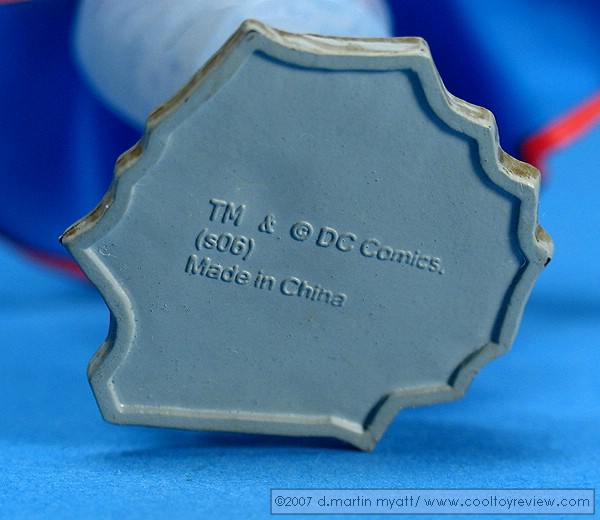 TM & © DC Comics.
(s06)
Made in China
©2007 d.martin myatt/ www.cooltoyreview.com